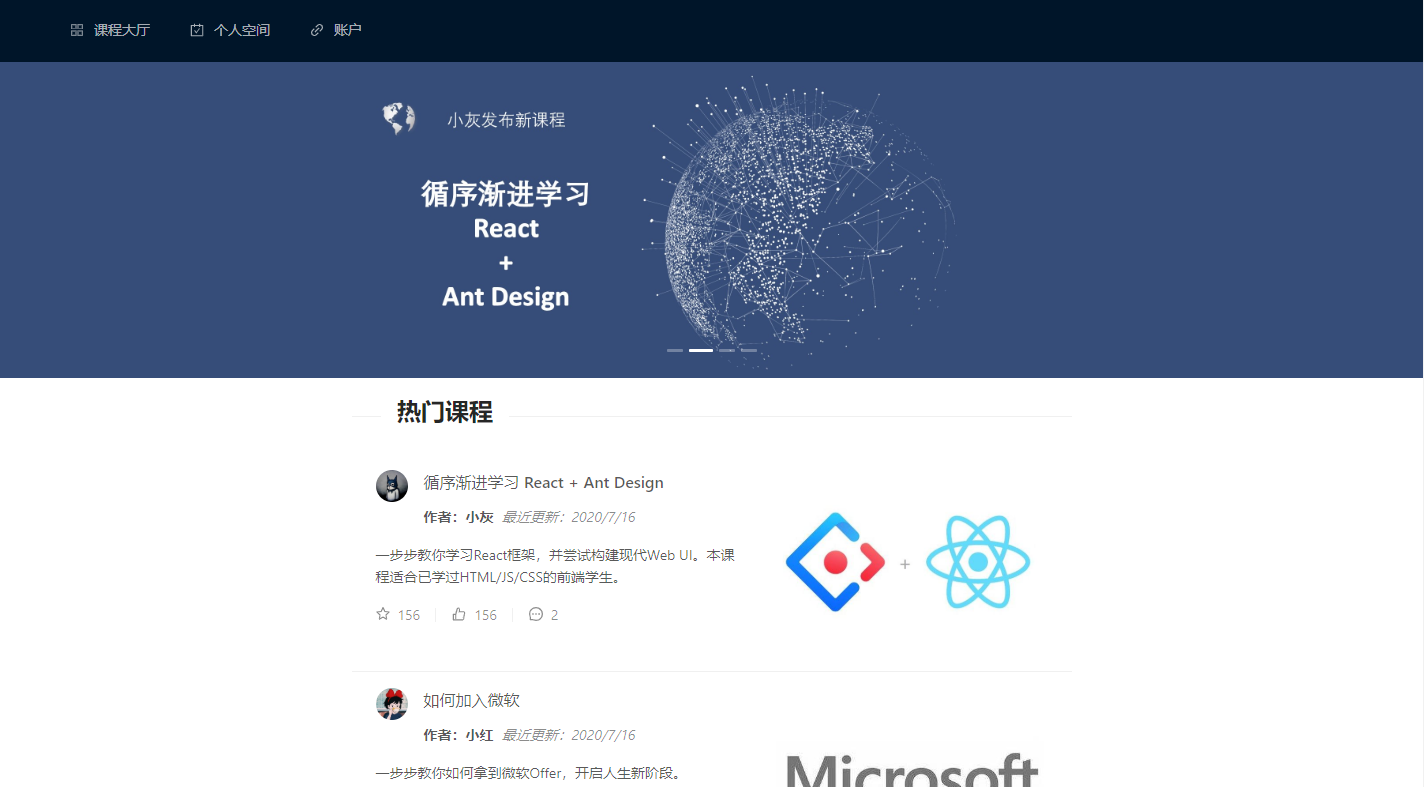 课程大厅 个人空间 账户
小灰发布新课程
循序渐进学习
React
+
Ant Design
热门课程
循序渐进学习 React + Ant Design
作者：小灰 最近更新：2020/7/16
一步步教你学习React框架，并尝试构建现代Web UI。本课
程适合已学过HTML/JS/CSS的前端学生。
+
156 156 2
如何加入微软
作者：小红 最近更新：2020/7/16
一步步教你如何拿到微软Offer，开启人生新阶段。
Microsoft